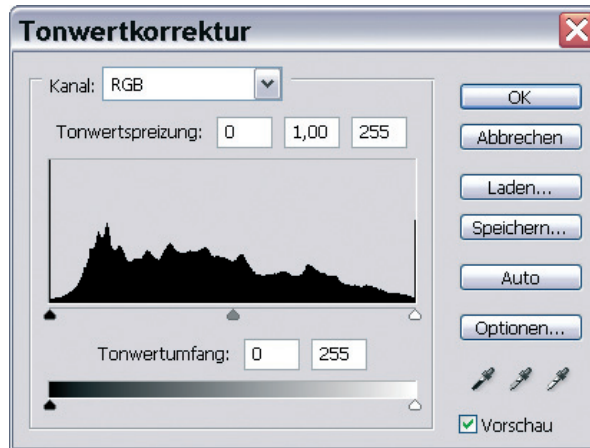 Tonwertkorrektur
Kanal: RGB
Tonwertspreizung: 0 1,00 255
Tonwertumfang: 0 255
OK
Abbrechen
Laden...
Speichern...
Auto
Optionen...
Vorschau